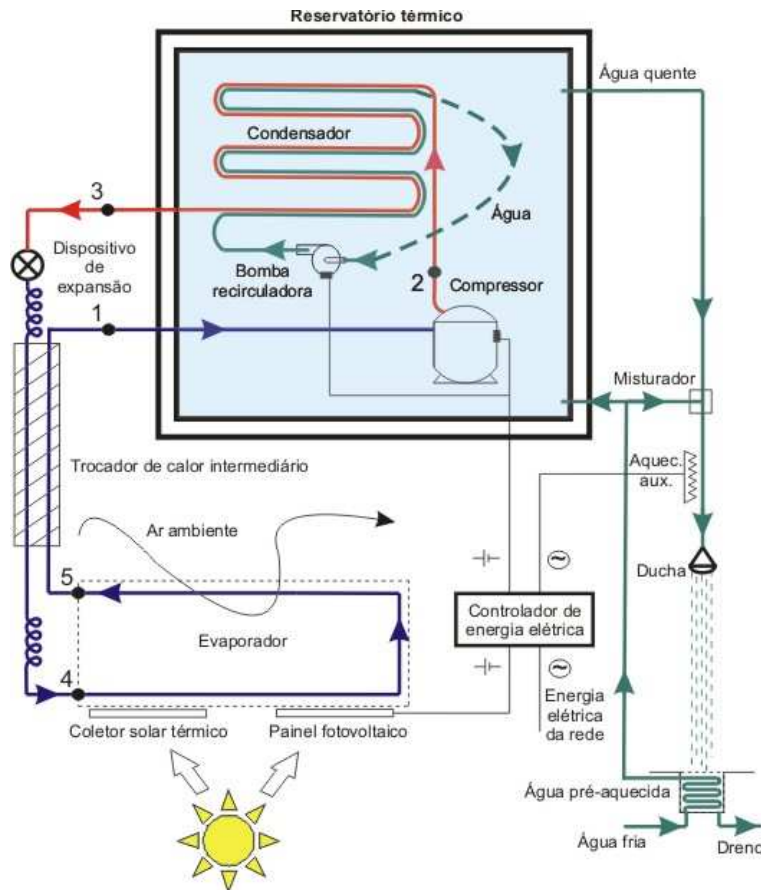 Reservatório térmico
Água quente
Condensador
3
Água
Dispositivo
de
expansão
Bomba
recirculadora
2
Compressor
1
Misturador
Trocador de calor intermediário
Aquec.
aux.
Ar ambiente
Ducha
5
Controlador de
energia elétrica
Evaporador
4
Energia
elétrica
da rede
Coletor solar térmico
Painel fotovoltaico
Água pré-aquecida
Água fria
Dreno